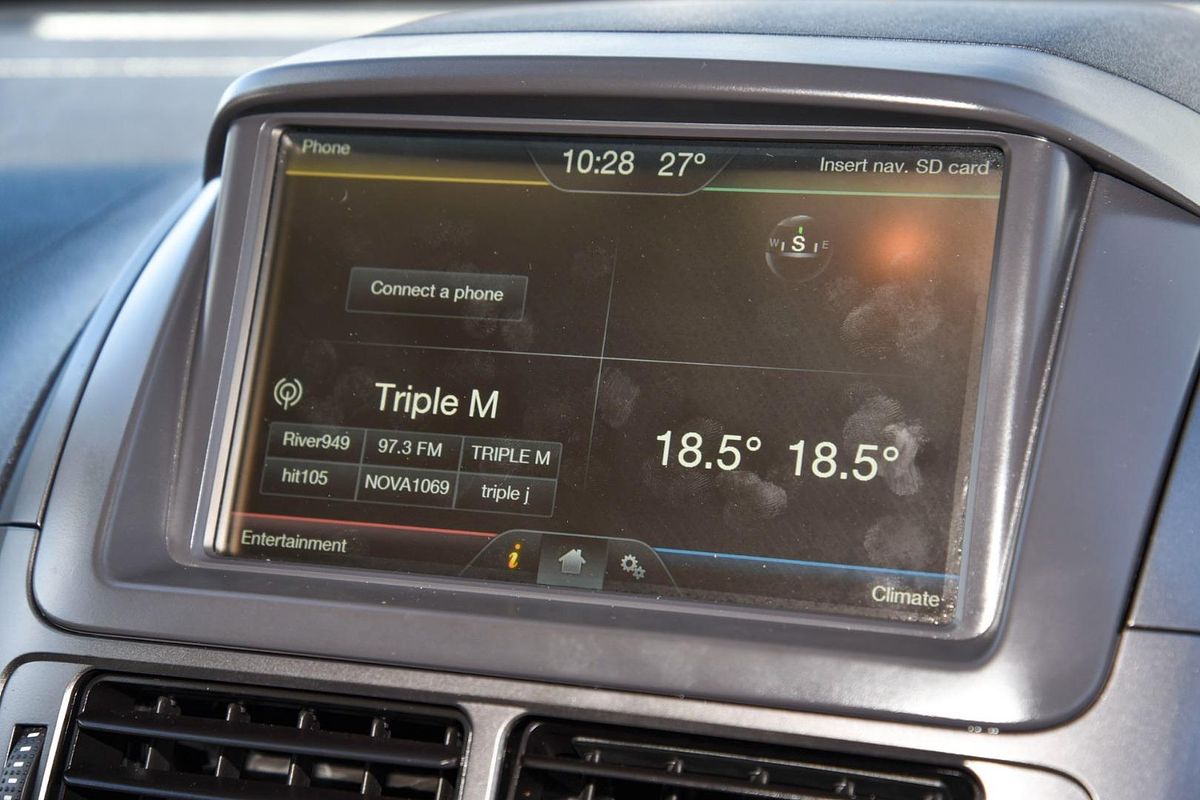 Phone
10:28 27°
Insert nav. SD card
W S E
Connect a phone
Triple M
River949 97.3 FM TRIPLE M
hit105 NOVA1069 triple j
18.5° 18.5°
Entertainment
i
Climate